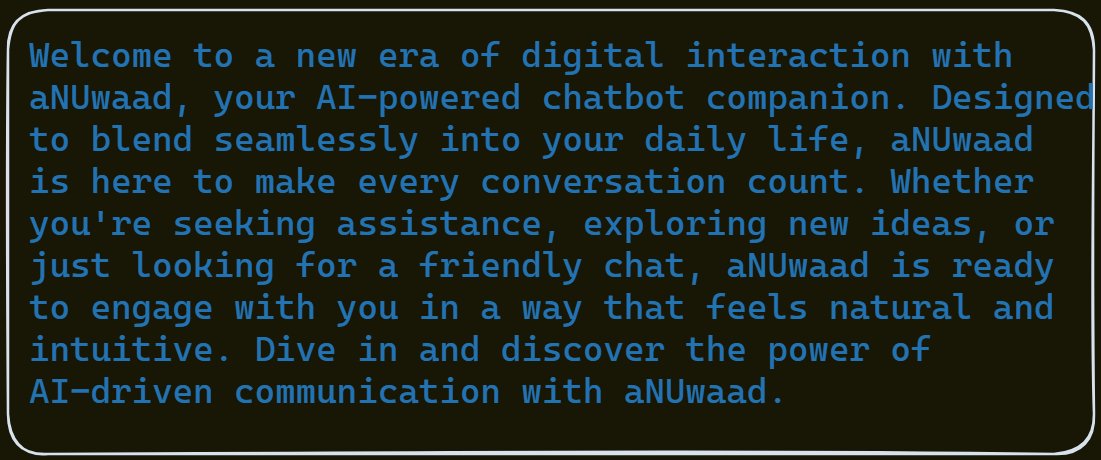 Welcome to a new era of digital interaction with
aNUwaad, your AI-powered chatbot companion. Designed
to blend seamlessly into your daily life, aNUwaad
is here to make every conversation count. Whether
you're seeking assistance, exploring new ideas, or
just looking for a friendly chat, aNUwaad is ready
to engage with you in a way that feels natural and
intuitive. Dive in and discover the power of
AI-driven communication with aNUwaad.